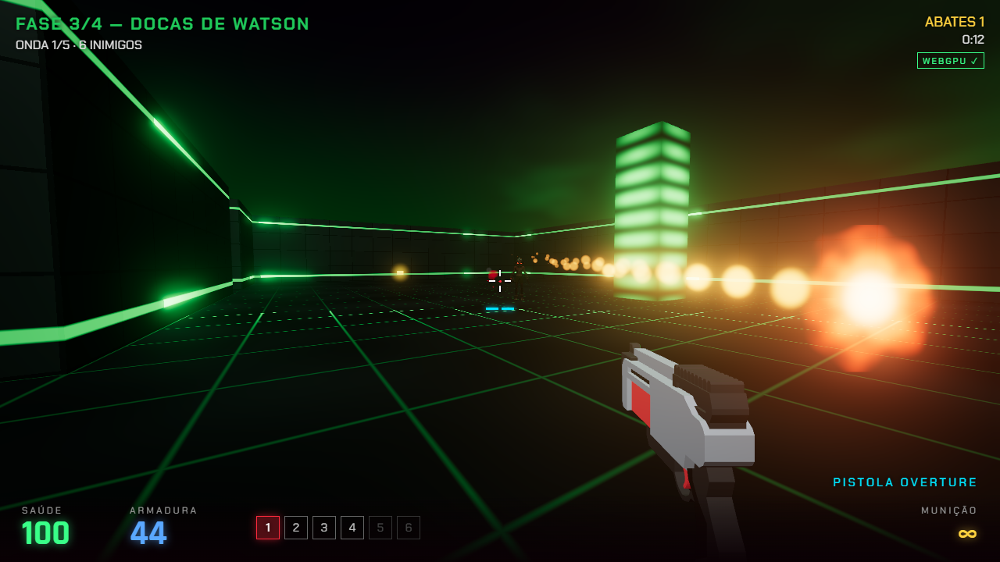 FASE 3/4 — DOCAS DE WATSON
ONDA 1/5 · 6 INIMIGOS
ABATES 1
0:12
WEBGPU ✓
PISTOLA OVERTURE
SAÚDE
100
ARMADURA
44
1 2 3 4 5 6
MUNIÇÃO
∞